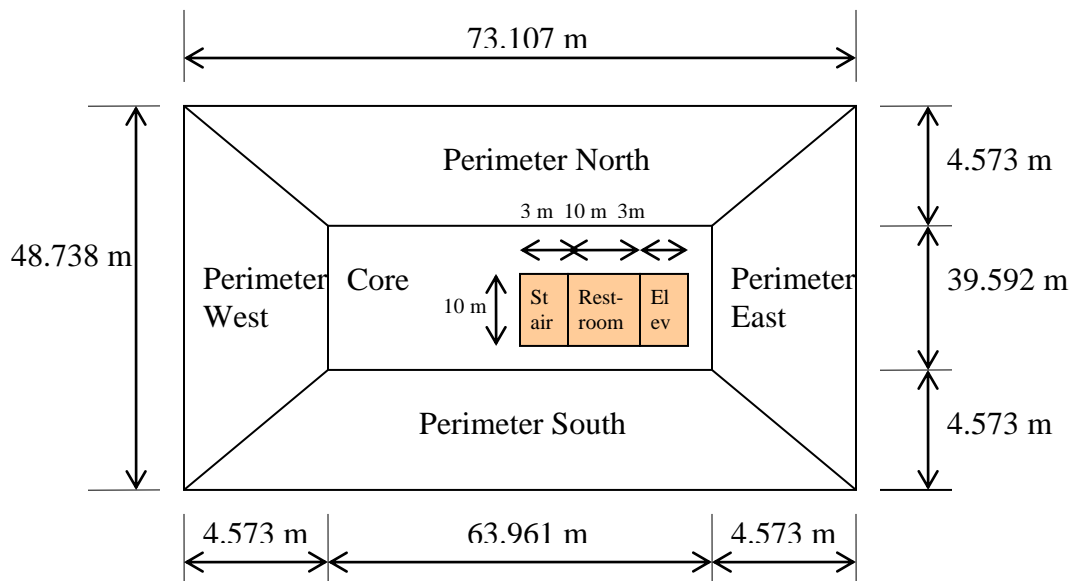 73.107 m
Perimeter North
4.573 m
3 m 10 m 3m
48.738 m
39.592 m
Perimeter
West
Core
10 m
St
air
Rest-
room
El
ev
Perimeter
East
Perimeter South
4.573 m
4.573 m
63.961 m
4.573 m